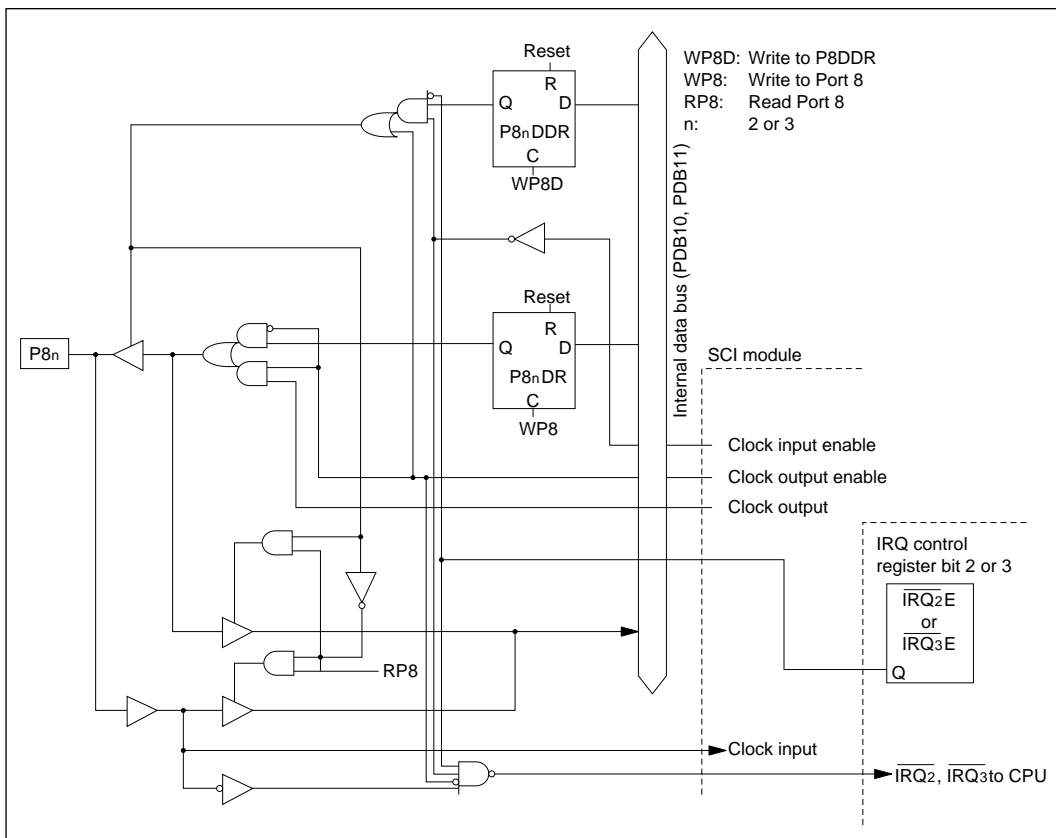 Reset
R
Q
D
P8nDDR
C
WP8D
WP8D: Write to P8DDR
WP8: Write to Port 8
RP8: Read Port 8
n: 2 or 3
Internal data bus (PDB10, PDB11)
Reset
R
Q
D
P8nDR
C
WP8
P8n
SCI module
Clock input enable
Clock output enable
Clock output
IRQ control
register bit 2 or 3
IRQ2E
or
IRQ3E
Q
RP8
Clock input
IRQ2, IRQ3 to CPU